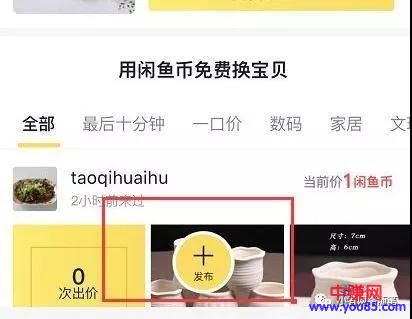 用闲鱼币免费换宝贝
全部 最后十分钟 一口价 数码 家居
taoqihuaihu
当前价1闲鱼币
2小时前来过
0
次出价
发布
尺寸：7cm
高：6cm
中赚网
www.you85.com